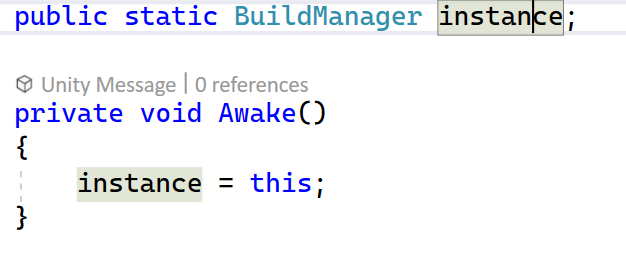 public static BuildManager instance;
Unity Message | 0 references
private void Awake()
{
instance = this;
}